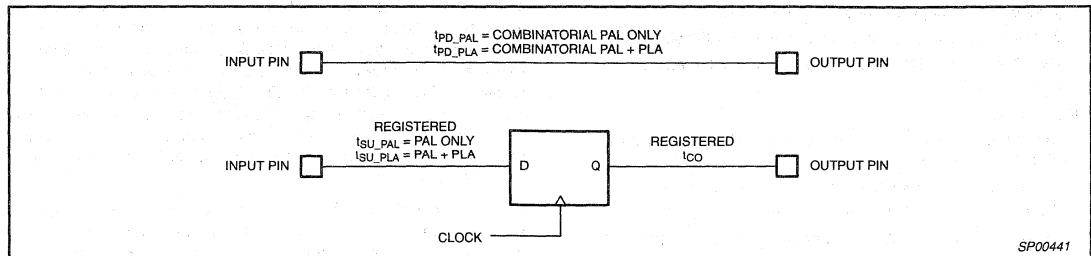 tPD_PAL = COMBINATORIAL PAL ONLY
tPD_PLA = COMBINATORIAL PAL + PLA
INPUT PIN
OUTPUT PIN
REGISTERED
tSU_PAL = PAL ONLY
tSU_PLA = PAL + PLA
INPUT PIN
D
Q
REGISTERED
tCO
OUTPUT PIN
CLOCK
SP00441